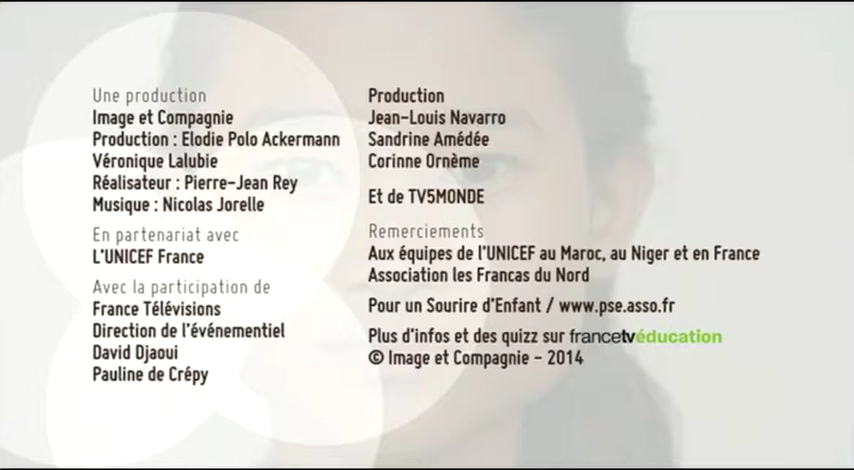 Une production
Image et Compagnie
Production : Elodie Polo Ackermann
Véronique Lalubie
Réalisateur : Pierre-Jean Rey
Musique : Nicolas Jorelle
En partenariat avec
L'UNICEF France
Avec la participation de
France Télévisions
Direction de l'événementiel
David Djaoui
Pauline de Crépy
Production
Jean-Louis Navarro
Sandrine Amédée
Corinne Ornème
Et de TV5MONDE
Remerciements
Aux équipes de l'UNICEF au Maroc, au Niger et en France
Association les Francas du Nord
Pour un Sourire d'Enfant / www.pse.asso.fr
Plus d'infos et des quizz sur francetvéducation
© Image et Compagnie - 2014